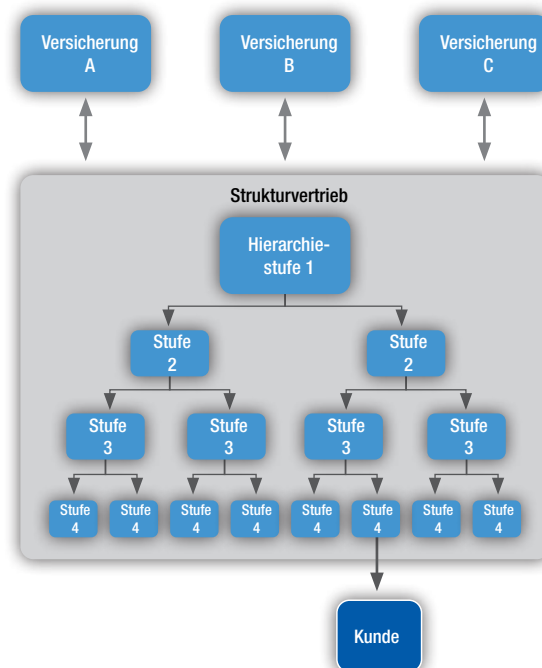 Versicherung
A
Versicherung
B
Versicherung
C
Strukturvertrieb
Hierarchie-
stufe 1
Stufe
2
Stufe
2
Stufe
3
Stufe
3
Stufe
3
Stufe
3
Stufe
4
Stufe
4
Stufe
4
Stufe
4
Stufe
4
Stufe
4
Stufe
4
Stufe
4
Kunde